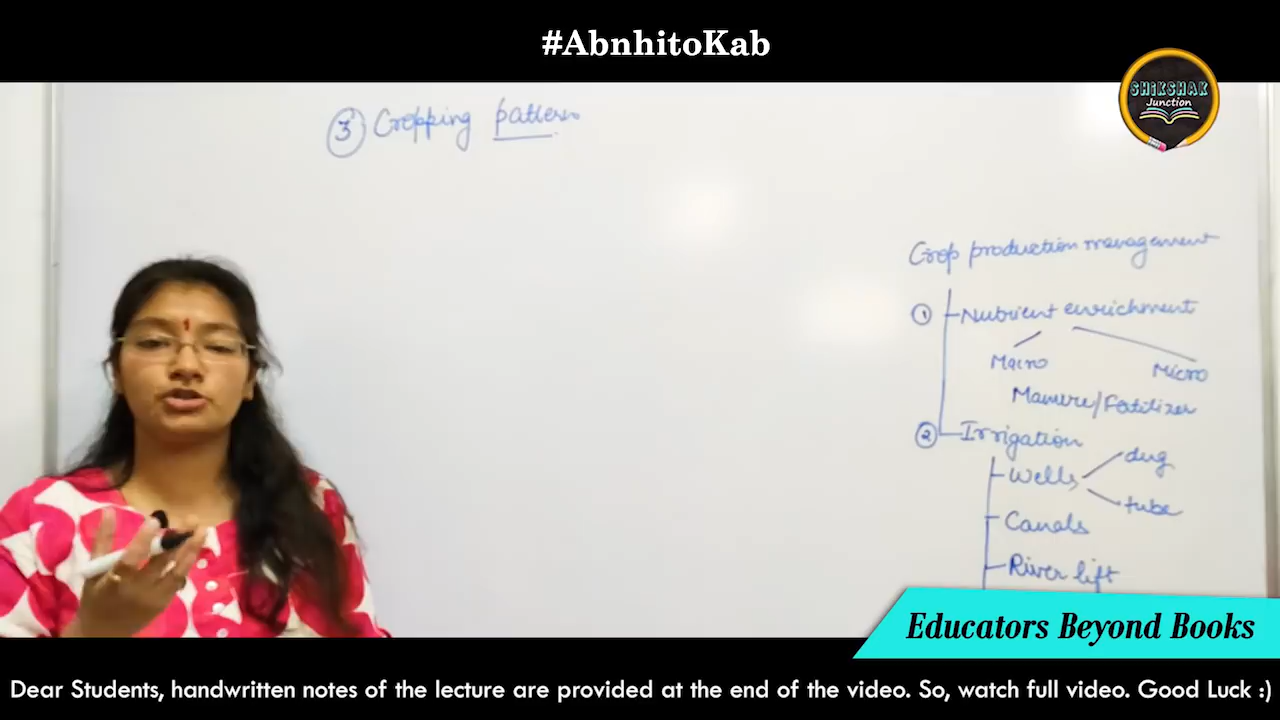 #AbnhitoKab
SHIKSHAK
Junction
3 Cropping pattern
Crop production management
1 Nutrient enrichment
Macro Micro
Manure/Fertilizer
2 Irrigation
Wells dug
tube
Canals
River lift
Educators Beyond Books
Dear Students, handwritten notes of the lecture are provided at the end of the video. So, watch full video. Good Luck :)